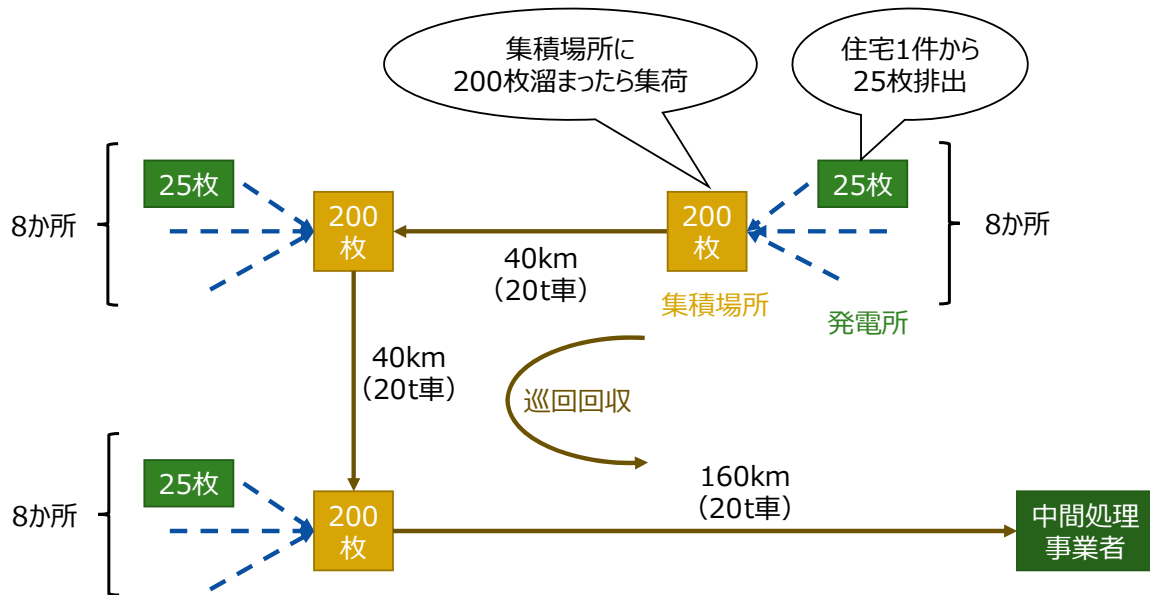 集積場所に
200枚溜まったら集荷
住宅1件から
25枚排出
25枚
8か所
200
枚
40km
(20t車)
200
枚
25枚
8か所
集積場所
発電所
40km
(20t車)
巡回回収
25枚
8か所
200
枚
160km
(20t車)
中間処理
事業者